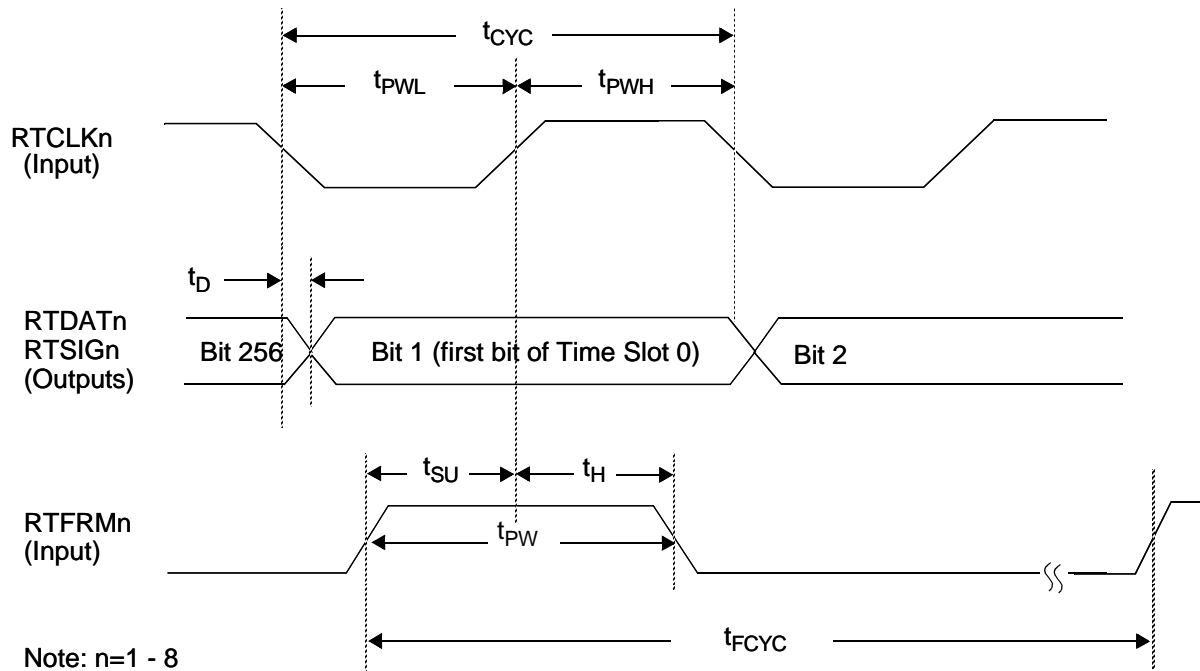 tCYC
tPWL
tPWH
RTCLKn
(Input)
tD
RTDATn
RTSIGn
(Outputs)
Bit 256
Bit 1 (first bit of Time Slot 0)
Bit 2
tSU
tH
RTFRMn
(Input)
tPW
tFCYC
Note: n=1 - 8